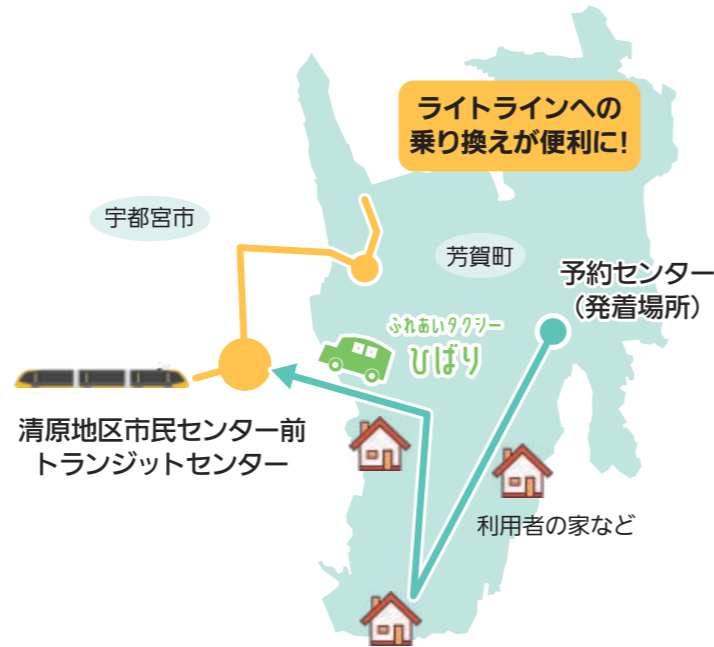 ライトラインへの
乗り換えが便利に!
宇都宮市
芳賀町
予約センター
（発着場所）
ふれあいタクシー
ひばり
清原地区市民センター前
トランジットセンター
利用者の家など